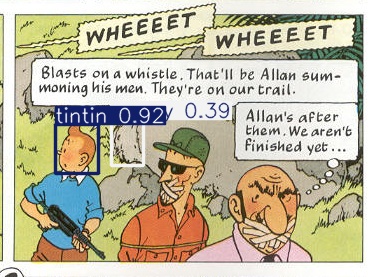 WHEEEET
WHEEEEET
Blasts on a whistle. That'll be Allan sum-
moning his men. They're on our trail.
tintin 0.92
y 0.39
Allan's after
them. We aren't
finished yet...